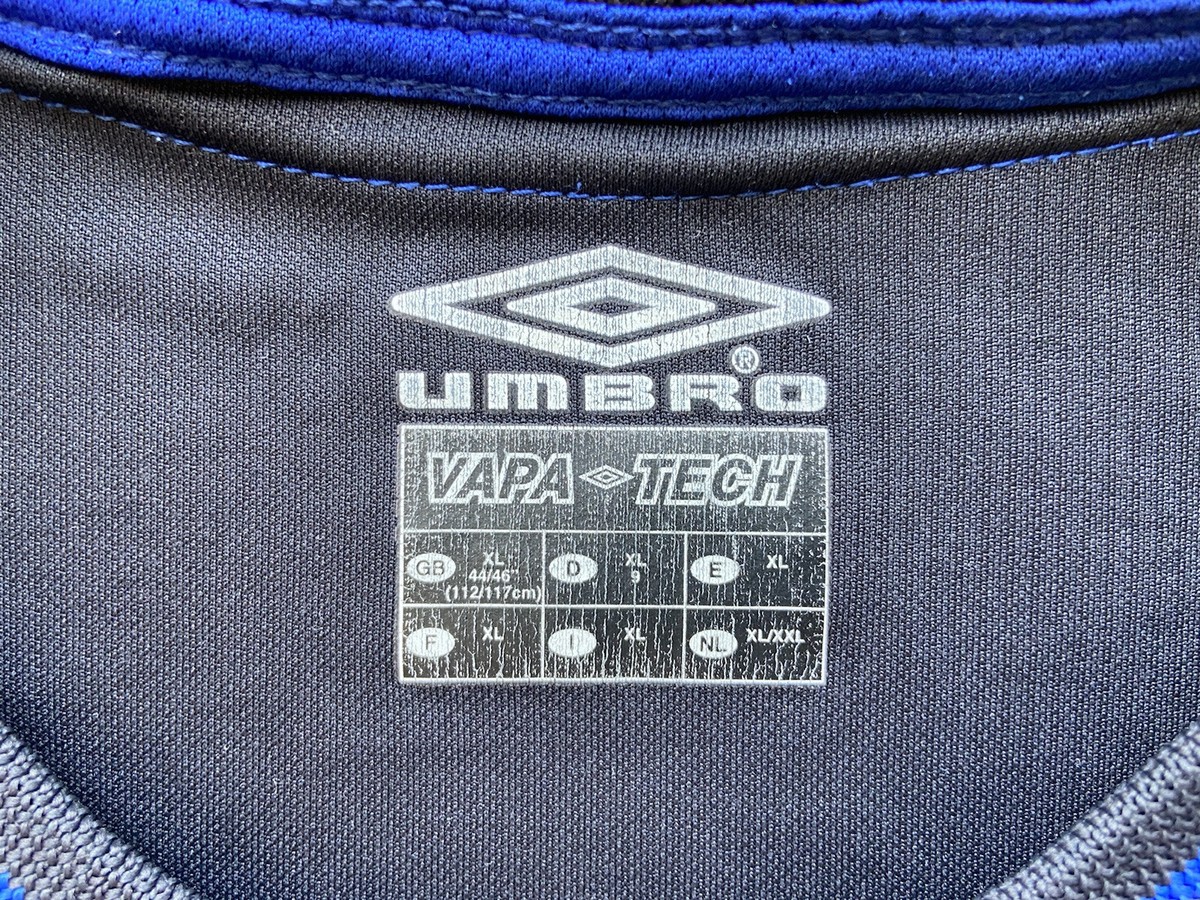 UMBRO®
VAPA TECH
GB XL
44/46"
(112/117cm)
D XL
9
E XL
F XL
I XL
NL XL/XXL